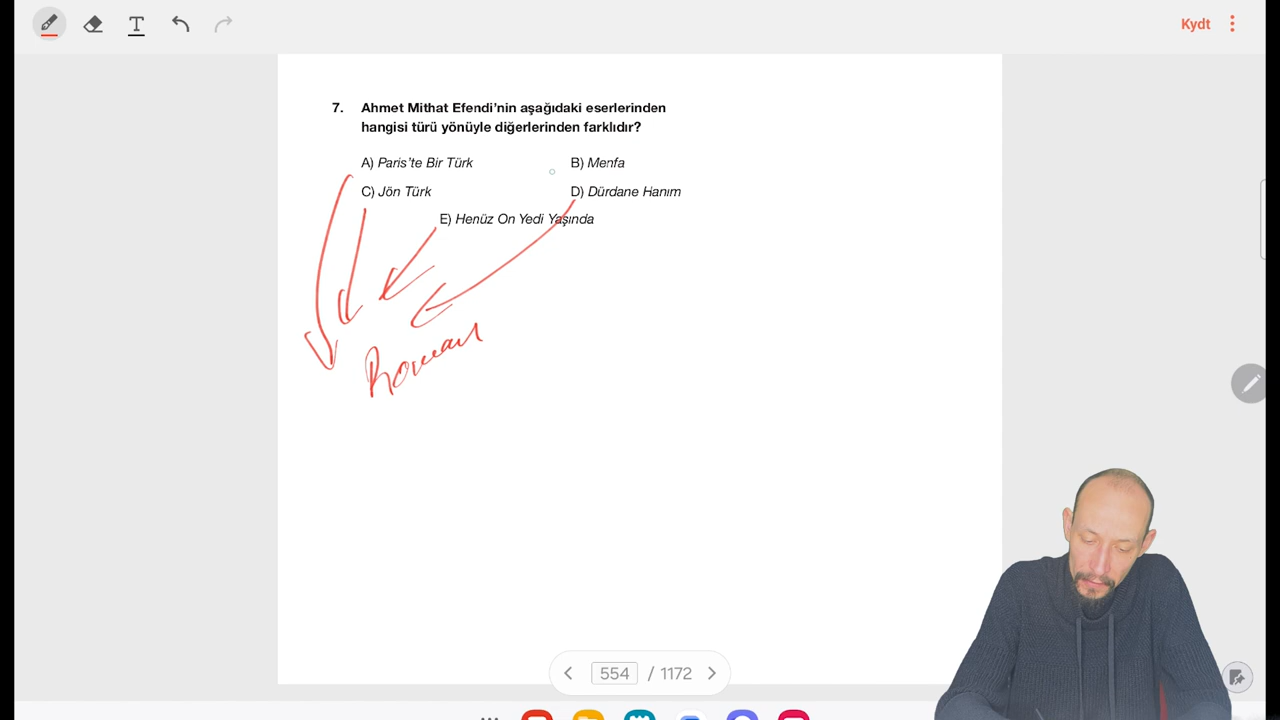 T
Kydt
7. Ahmet Mithat Efendi'nin aşağıdaki eserlerinden
hangisi türü yönüyle diğerlerinden farklıdır?
A) Paris'te Bir Türk B) Menfa
C) Jön Türk D) Dürdane Hanım
E) Henüz On Yedi Yaşında
Roman
554 / 1172